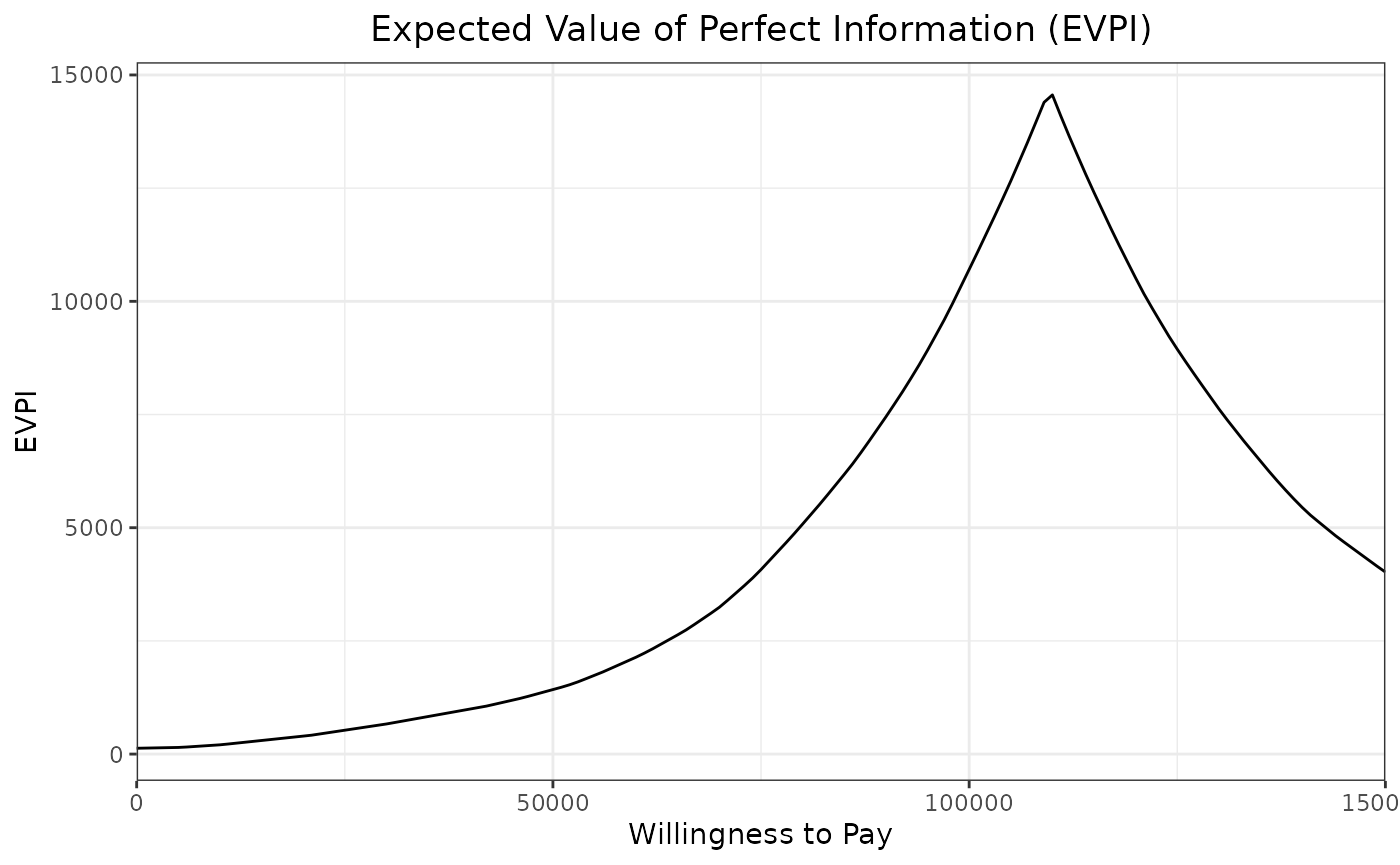 Expected Value of Perfect Information (EVPI)
15000
10000
5000
0
EVPI
0
50000
100000
1500
Willingness to Pay